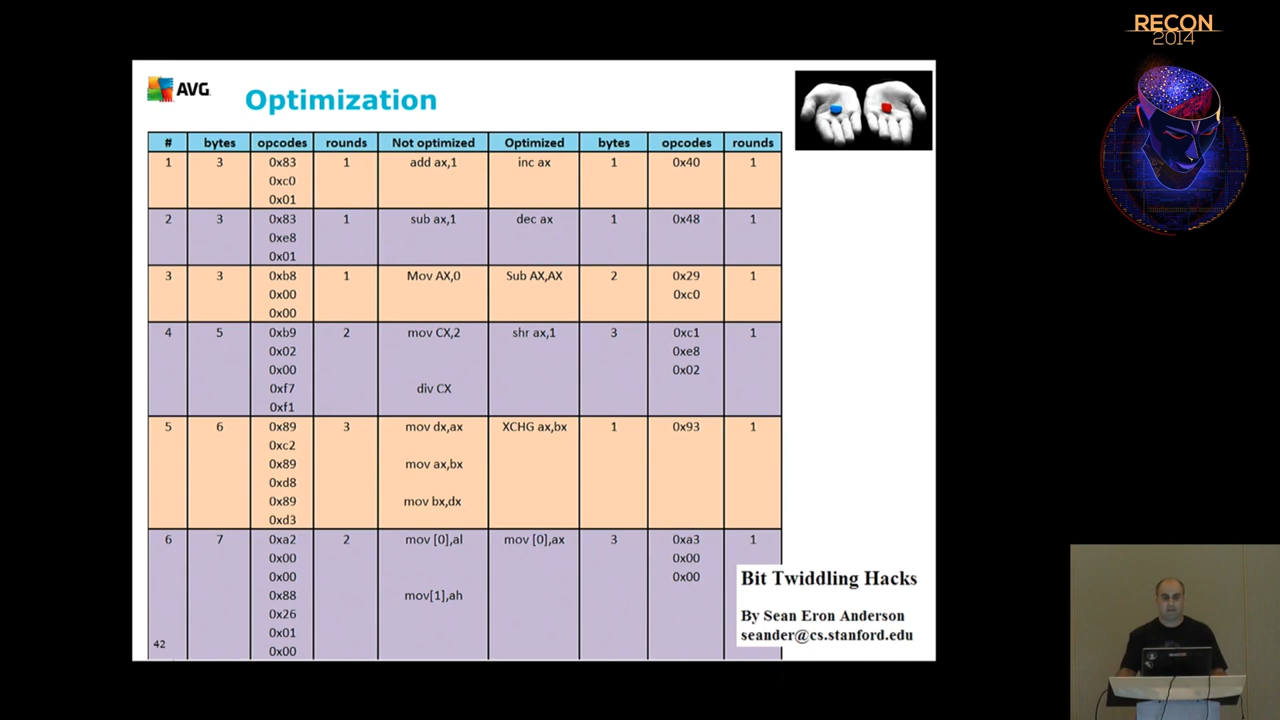 RECON
2014
AVG
Optimization
# bytes opcodes rounds Not optimized Optimized bytes opcodes rounds
1 3 0x83 1 add ax,1 inc ax 1 0x40 1
0xc0
0x01
2 3 0x83 1 sub ax,1 dec ax 1 0x48 1
0xe8
0x01
3 3 0xb8 1 Mov AX,0 Sub AX,AX 2 0x29 1
0x00 0xc0
0x00
4 5 0xb9 2 mov CX,2 shr ax,1 3 0xc1 1
0x02 0xe8
0x00 0x02
0xf7 div CX
0xf1
5 6 0x89 3 mov dx,ax XCHG ax,bx 1 0x93 1
0xc2
0x89 mov ax,bx
0xd8
0x89 mov bx,dx
0xd3
6 7 0xa2 2 mov [0],al mov [0],ax 3 0xa3 1
0x00 0x00
0x00 0x00
0x88 mov[1],ah
0x26
0x01
0x00
Bit Twiddling Hacks
By Sean Eron Anderson
seander@cs.stanford.edu
42